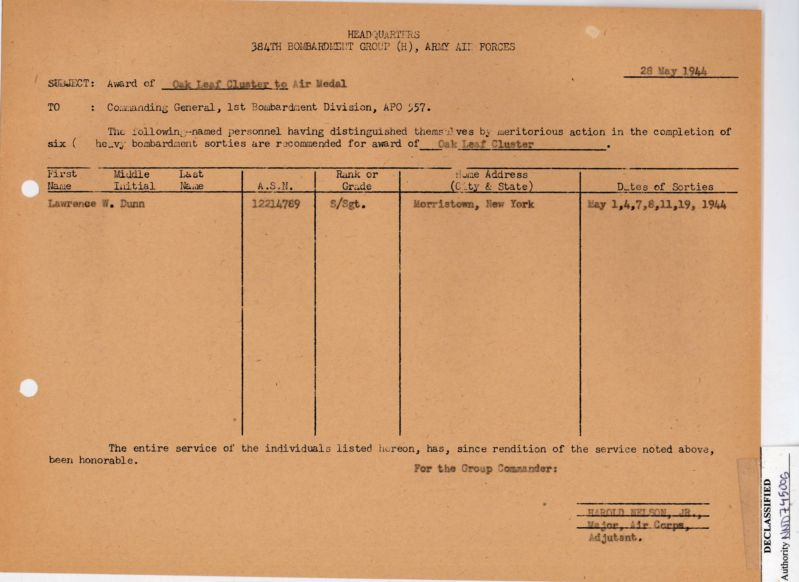 HEADQUARTERS
384TH BOMBARDMENT GROUP (H), ARMY AIR FORCES
28 May 1944
SUBJECT: Award of Oak Leaf Cluster to Air Medal
TO : Commanding General, 1st Bombardment Division, APO 557.
The following-named personnel having distinguished themselves by meritorious action in the completion of
six ( heavy bombardment sorties are recommended for award of Oak Leaf Cluster .
First Middle Last Rank or Home Address
Name Initial Name A.S.N. Grade (City & State) Dates of Sorties
Lawrence W. Dunn 12214789 S/Sgt. Morristown, New York May 1,4,7,8,11,19, 1944
The entire service of the individuals listed hereon, has, since rendition of the service noted above,
been honorable.
For the Group Commander:
HAROLD NELSON, JR.,
Major, Air Corps,
Adjutant.
DECLASSIFIED
Authority NND745005